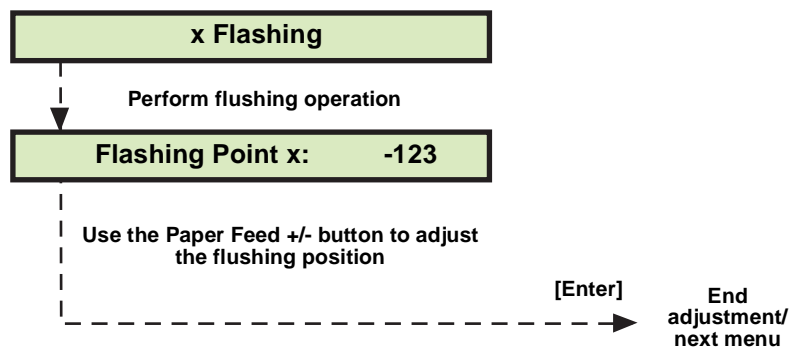 x Flashing
Perform flushing operation
Flashing Point x: -123
Use the Paper Feed +/- button to adjust
the flushing position
[Enter]
End
adjustment/
next menu